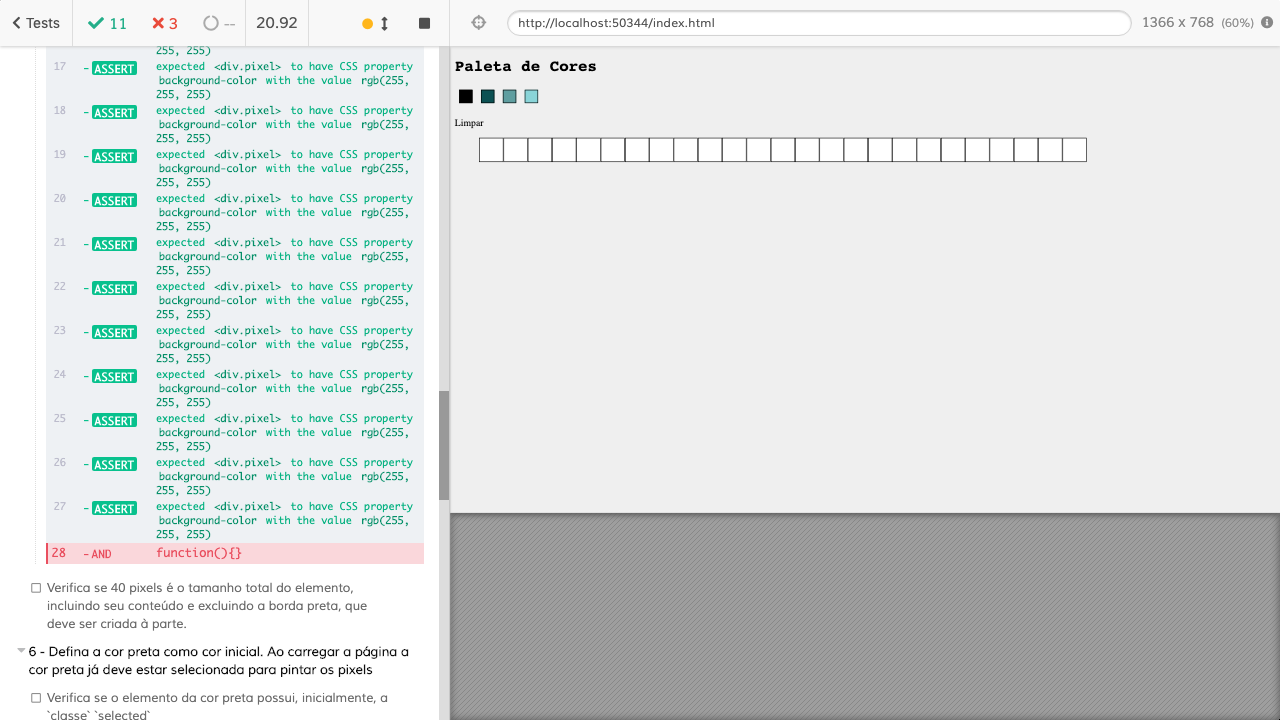 Tests 11 3 -- 20.92 http://localhost:50344/index.html 1366 x 768 (60%)
255, 255)
17 - ASSERT expected <div.pixel> to have CSS property
background-color with the value rgb(255,
255, 255)
18 - ASSERT expected <div.pixel> to have CSS property
background-color with the value rgb(255,
255, 255)
19 - ASSERT expected <div.pixel> to have CSS property
background-color with the value rgb(255,
255, 255)
20 - ASSERT expected <div.pixel> to have CSS property
background-color with the value rgb(255,
255, 255)
21 - ASSERT expected <div.pixel> to have CSS property
background-color with the value rgb(255,
255, 255)
22 - ASSERT expected <div.pixel> to have CSS property
background-color with the value rgb(255,
255, 255)
23 - ASSERT expected <div.pixel> to have CSS property
background-color with the value rgb(255,
255, 255)
24 - ASSERT expected <div.pixel> to have CSS property
background-color with the value rgb(255,
255, 255)
25 - ASSERT expected <div.pixel> to have CSS property
background-color with the value rgb(255,
255, 255)
26 - ASSERT expected <div.pixel> to have CSS property
background-color with the value rgb(255,
255, 255)
27 - ASSERT expected <div.pixel> to have CSS property
background-color with the value rgb(255,
255, 255)
28 - AND function(){}
Verifica se 40 pixels é o tamanho total do elemento,
incluindo seu conteúdo e excluindo a borda preta, que
deve ser criada à parte.
6 - Defina a cor preta como cor inicial. Ao carregar a página a
cor preta já deve estar selecionada para pintar os pixels
Verifica se o elemento da cor preta possui, inicialmente, a
`classe` `selected`
Paleta de Cores
Limpar